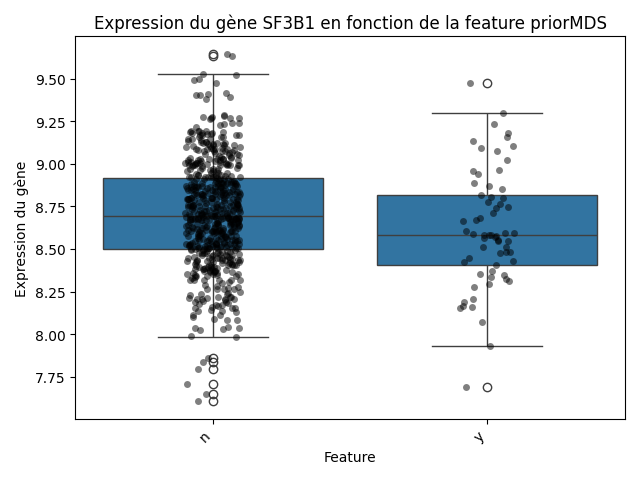 Expression du gène SF3B1 en fonction de la feature priorMDS
Expression du gène
9.50
9.25
9.00
8.75
8.50
8.25
8.00
7.75
n
y
Feature